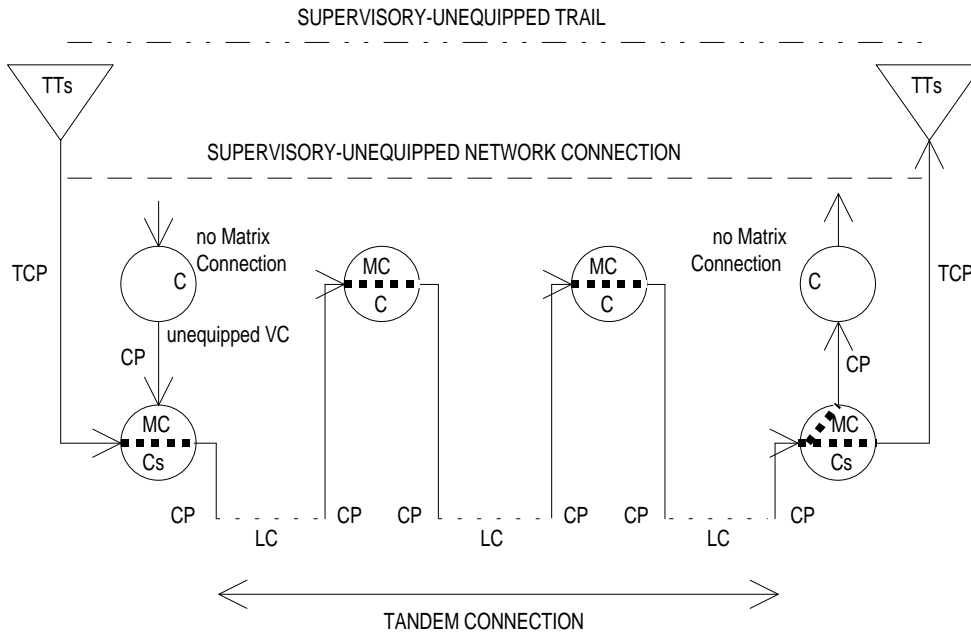 SUPERVISORY-UNEQUIPPED TRAIL
TTs
TTs
SUPERVISORY-UNEQUIPPED NETWORK CONNECTION
no Matrix
Connection
no Matrix
Connection
TCP
C
MC
C
MC
C
C
TCP
unequipped VC
CP
CP
MC
Cs
MC
Cs
CP
CP
CP
CP
CP
CP
LC
LC
LC
TANDEM CONNECTION